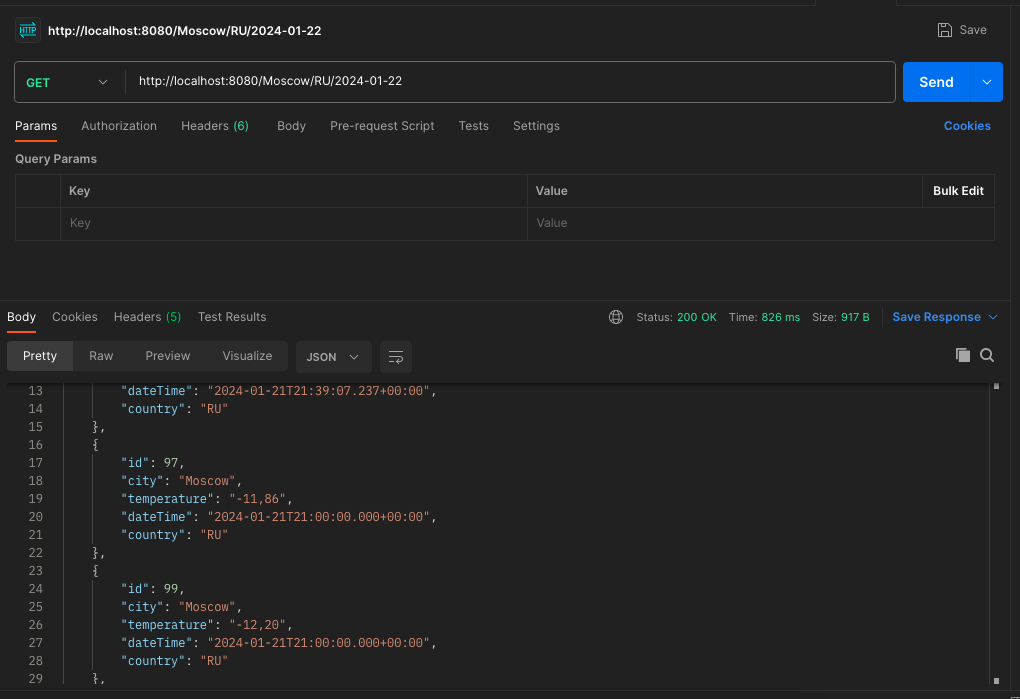 HTTP http://localhost:8080/Moscow/RU/2024-01-22 Save
GET http://localhost:8080/Moscow/RU/2024-01-22 Send
Params Authorization Headers (6) Body Pre-request Script Tests Settings Cookies
Query Params
Key Value Bulk Edit
Key Value
Body Cookies Headers (5) Test Results Status: 200 OK Time: 826 ms Size: 917 B Save Response
Pretty Raw Preview Visualize JSON
13 "dateTime": "2024-01-21T21:39:07.237+00:00",
14 "country": "RU"
15 },
16 {
17 "id": 97,
18 "city": "Moscow",
19 "temperature": "-11,86",
20 "dateTime": "2024-01-21T21:00:00.000+00:00",
21 "country": "RU"
22 },
23 {
24 "id": 99,
25 "city": "Moscow",
26 "temperature": "-12,20",
27 "dateTime": "2024-01-21T21:00:00.000+00:00",
28 "country": "RU"
29 },